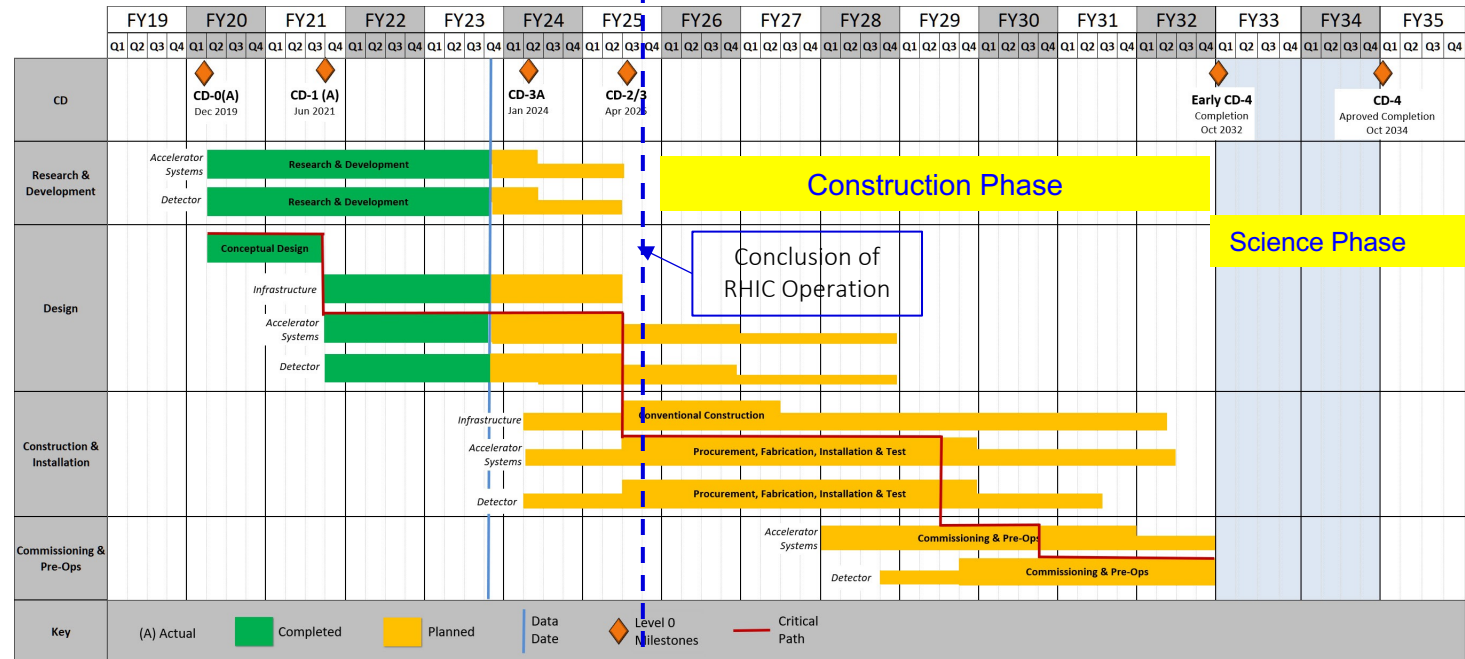 FY19 FY20 FY21 FY22 FY23 FY24 FY25 FY26 FY27 FY28 FY29 FY30 FY31 FY32 FY33 FY34 FY35
Q1 Q2 Q3 Q4 Q1 Q2 Q3 Q4 Q1 Q2 Q3 Q4 Q1 Q2 Q3 Q4 Q1 Q2 Q3 Q4 Q1 Q2 Q3 Q4 Q1 Q2 Q3 Q4 Q1 Q2 Q3 Q4 Q1 Q2 Q3 Q4 Q1 Q2 Q3 Q4 Q1 Q2 Q3 Q4 Q1 Q2 Q3 Q4 Q1 Q2 Q3 Q4 Q1 Q2 Q3 Q4 Q1 Q2 Q3 Q4 Q1 Q2 Q3 Q4 Q1 Q2 Q3 Q4
CD
CD-0(A)
Dec 2019
CD-1 (A)
Jun 2021
CD-3A
Jan 2024
CD-2/3
Apr 2025
Early CD-4
Completion
Oct 2032
CD-4
Aproved Completion
Oct 2034
Research &
Development
Accelerator
Systems
Research & Development
Detector
Research & Development
Construction Phase
Science Phase
Conclusion of
RHIC Operation
Design
Conceptual Design
Infrastructure
Accelerator
Systems
Detector
Construction &
Installation
Infrastructure
Conventional Construction
Accelerator
Systems
Procurement, Fabrication, Installation & Test
Detector
Procurement, Fabrication, Installation & Test
Commissioning &
Pre-Ops
Accelerator
Systems
Commissioning & Pre-Ops
Detector
Commissioning & Pre-Ops
Key
(A) Actual
Completed
Planned
Data
Date
Level 0
Milestones
Critical
Path